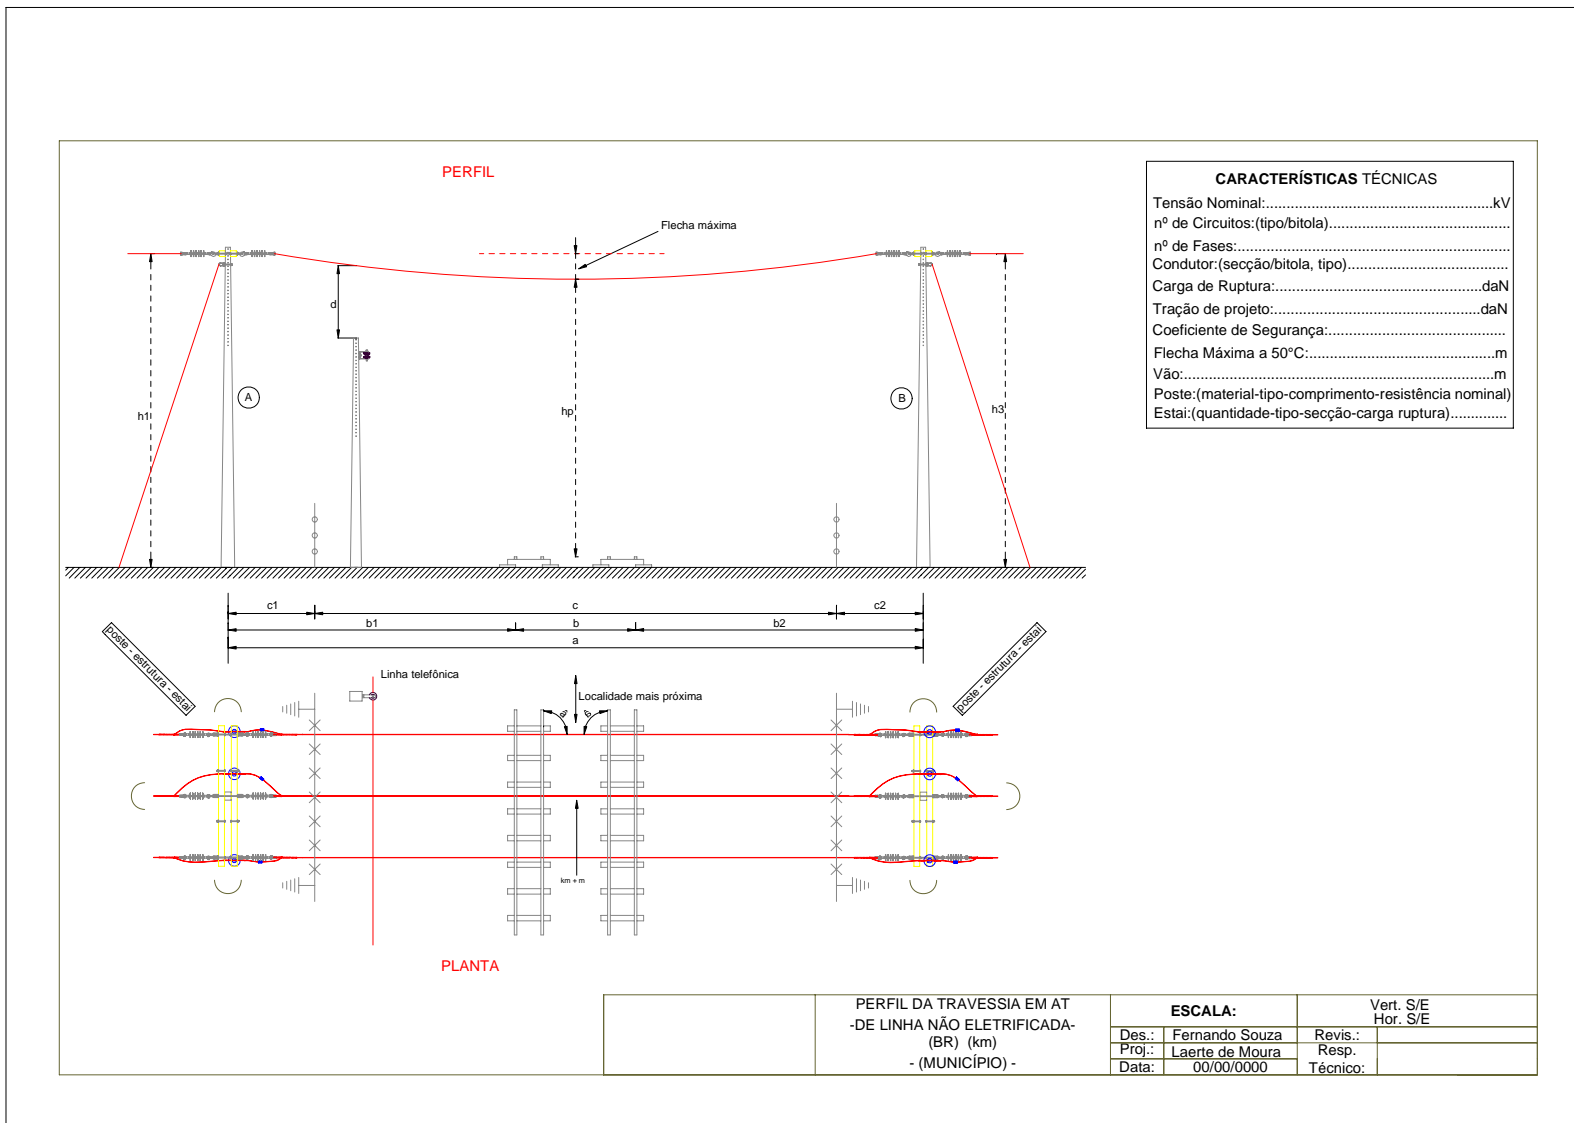 PERFIL
Flecha máxima
d
h1
A
hp
B
h3
CARACTERÍSTICAS TÉCNICAS
Tensão Nominal:.......................................................kV
nº de Circuitos:(tipo/bitola)............................................
nº de Fases:..................................................................
Condutor:(secção/bitola, tipo).......................................
Carga de Ruptura:..................................................daN
Tração de projeto:..................................................daN
Coeficiente de Segurança:...........................................
Flecha Máxima a 50°C:.............................................m
Vão:...........................................................................m
Poste:(material-tipo-comprimento-resistência nominal)
Estai:(quantidade-tipo-secção-carga ruptura)..............
c1
c
c2
b1
b
b2
a
poste - estrutura - estai
poste - estrutura - estai
Linha telefônica
Localidade mais próxima
km + m
PLANTA
PERFIL DA TRAVESSIA EM AT
-DE LINHA NÃO ELETRIFICADA-
(BR) (km)
- (MUNICÍPIO) -
ESCALA:
Vert. S/E
Hor. S/E
Des.: Fernando Souza
Revis.:
Proj.: Laerte de Moura
Resp.
Técnico:
Data: 00/00/0000